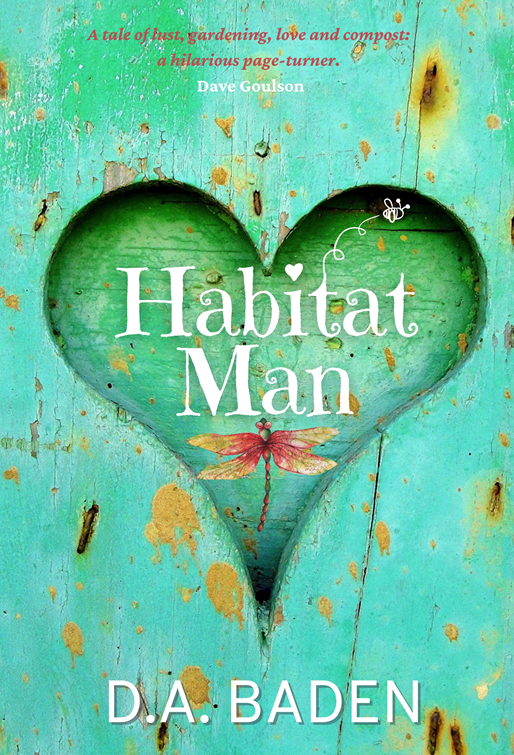 A tale of lust, gardening, love and compost:
a hilarious page-turner.
Dave Goulson
Habitat
Man
D.A. BADEN